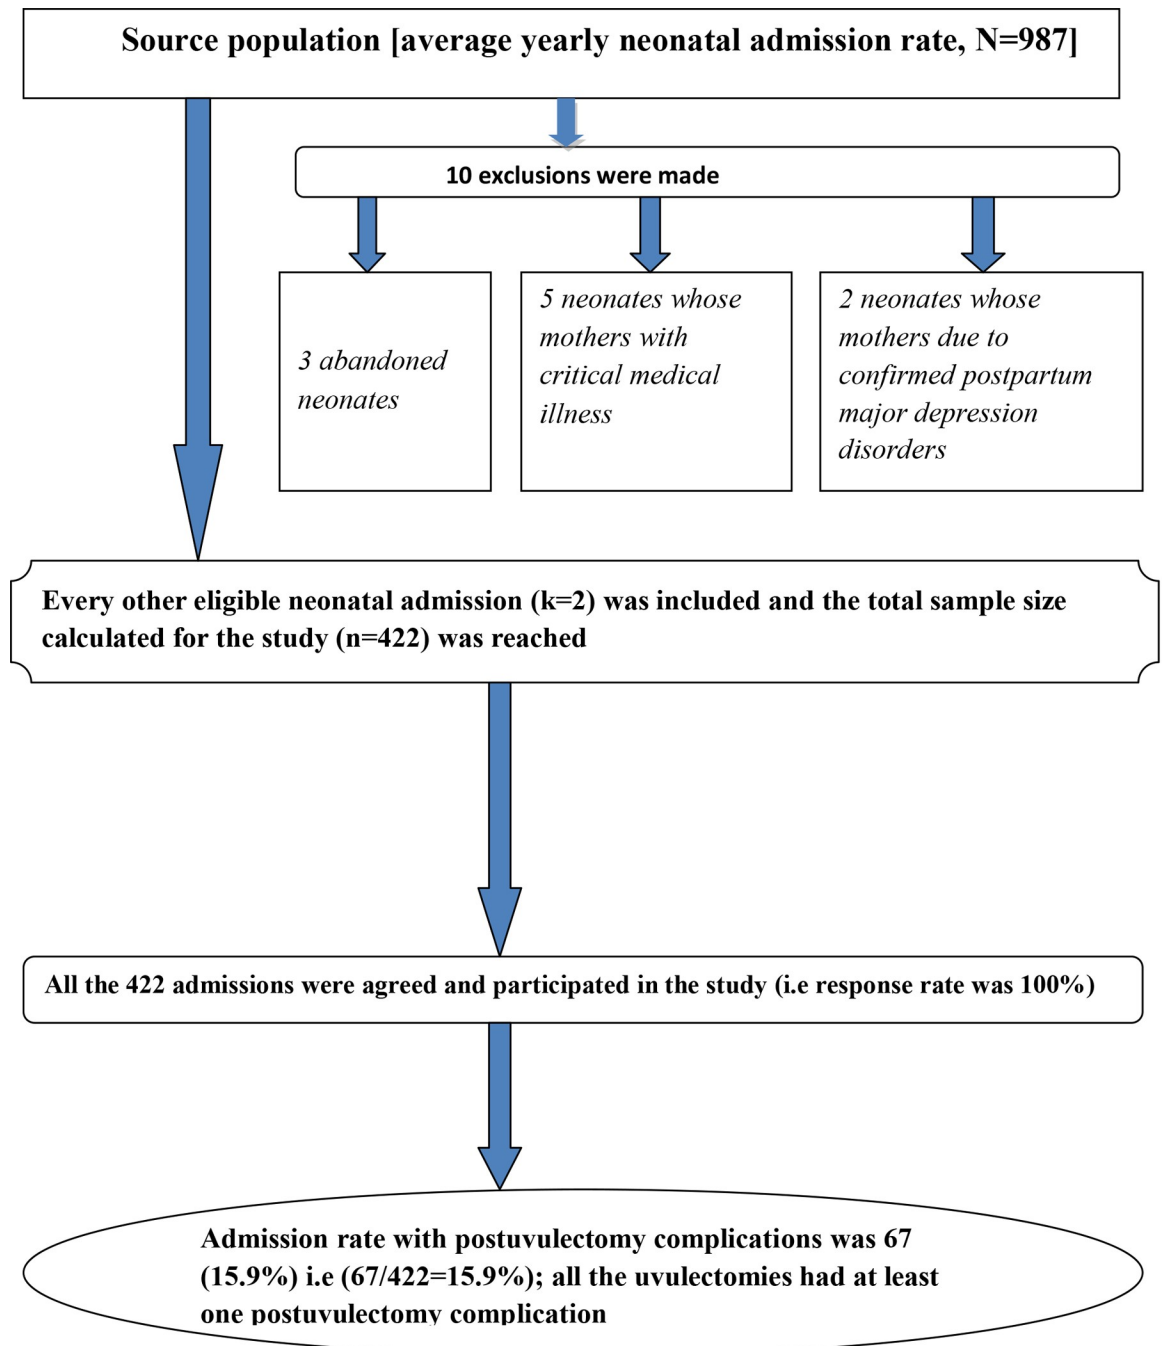 Source population [average yearly neonatal admission rate, N=987]
10 exclusions were made
3 abandoned
neonates
5 neonates whose
mothers with
critical medical
illness
2 neonates whose
mothers due to
confirmed postpartum
major depression
disorders
Every other eligible neonatal admission (k=2) was included and the total sample size
calculated for the study (n=422) was reached
All the 422 admissions were agreed and participated in the study (i.e response rate was 100%)
Admission rate with postuvulectomy complications was 67
(15.9%) i.e (67/422=15.9%); all the uvulectomies had at least
one postuvulectomy complication